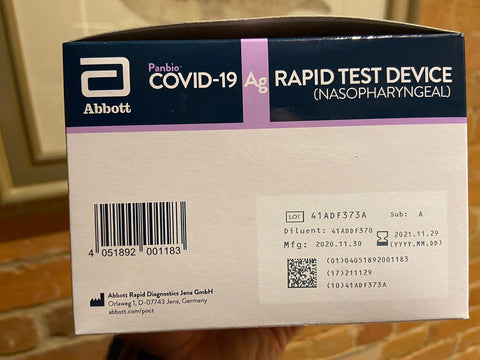 Abbott
Panbio™
COVID-19 Ag RAPID TEST DEVICE
(NASOPHARYNGEAL)
LOT 41ADF373A Sub: A
Diluent: 41ADDF370
Mfg: 2020.11.30
2021.11.29
(YYYY.MM.DD)
(01)04051892001183
(17)211129
(10)41ADF373A
4 051892 001183
Abbott Rapid Diagnostics Jena GmbH
Orlaweg 1, D-07743 Jena, Germany
abbott.com/poct